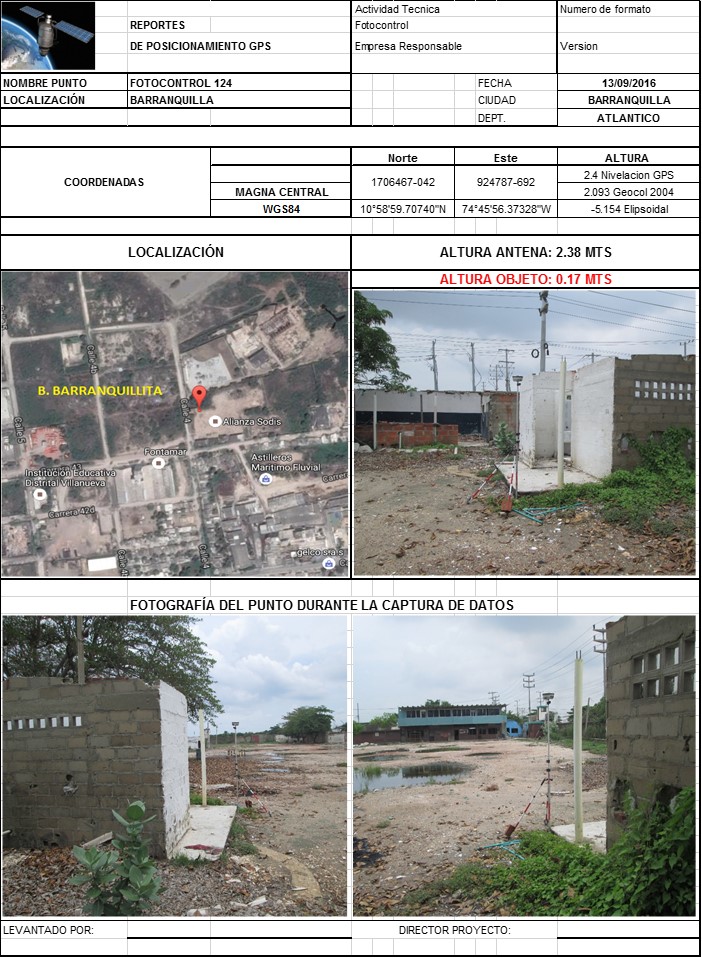 Actividad Tecnica
Numero de formato
REPORTES
Fotocontrol
DE POSICIONAMIENTO GPS
Empresa Responsable
Version
NOMBRE PUNTO
FOTOCONTROL 124
FECHA
13/09/2016
LOCALIZACIÓN
BARRANQUILLA
CIUDAD
BARRANQUILLA
DEPT.
ATLANTICO
COORDENADAS
Norte
Este
ALTURA
MAGNA CENTRAL
1706467-042
924787-692
2.4 Nivelacion GPS
2.093 Geocol 2004
WGS84
10°58'59.70740"N
74°45'56.37328"W
-5.154 Elipsoidal
LOCALIZACIÓN
ALTURA ANTENA: 2.38 MTS
ALTURA OBJETO: 0.17 MTS
Calle 4b
B. BARRANQUILLITA
Calle 4
Alianza Sodis
Fontamar
Astilleros
Maritimo Fluvial
Institución Educativa
Distrital Villanueva
Carrera 42d
gelco s.a.s
Calle 4
FOTOGRAFÍA DEL PUNTO DURANTE LA CAPTURA DE DATOS
LEVANTADO POR:
DIRECTOR PROYECTO: